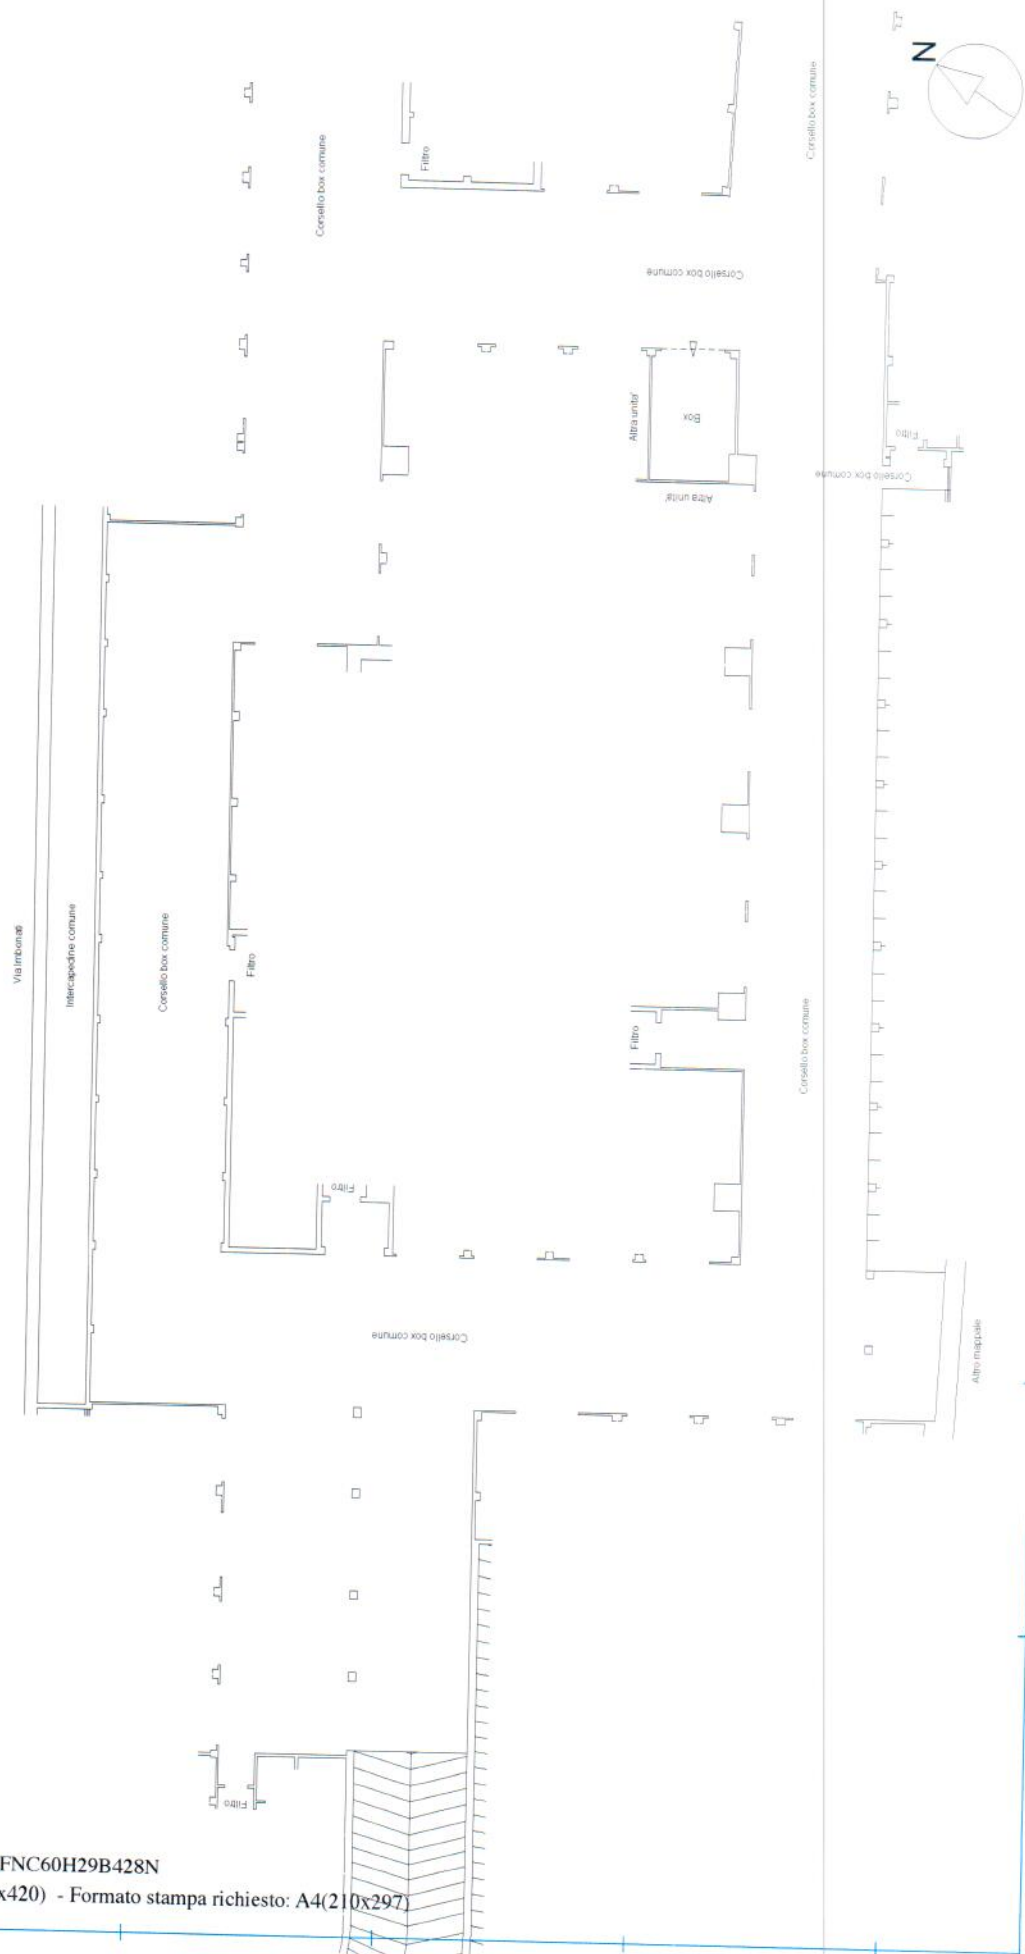 N
Corsello box comune
Corsello box comune
Filtro
Corsello box comune
Altra unita'
Box
Filtro
Corsello box comune
Altra unita'
Via Imbonati
Intercapedine comune
Corsello box comune
Filtro
Filtro
Corsello box comune
Filtro
Corsello box comune
Altro mappale
Filtro
FNC60H29B428N
x420) - Formato stampa richiesto: A4(210x297)